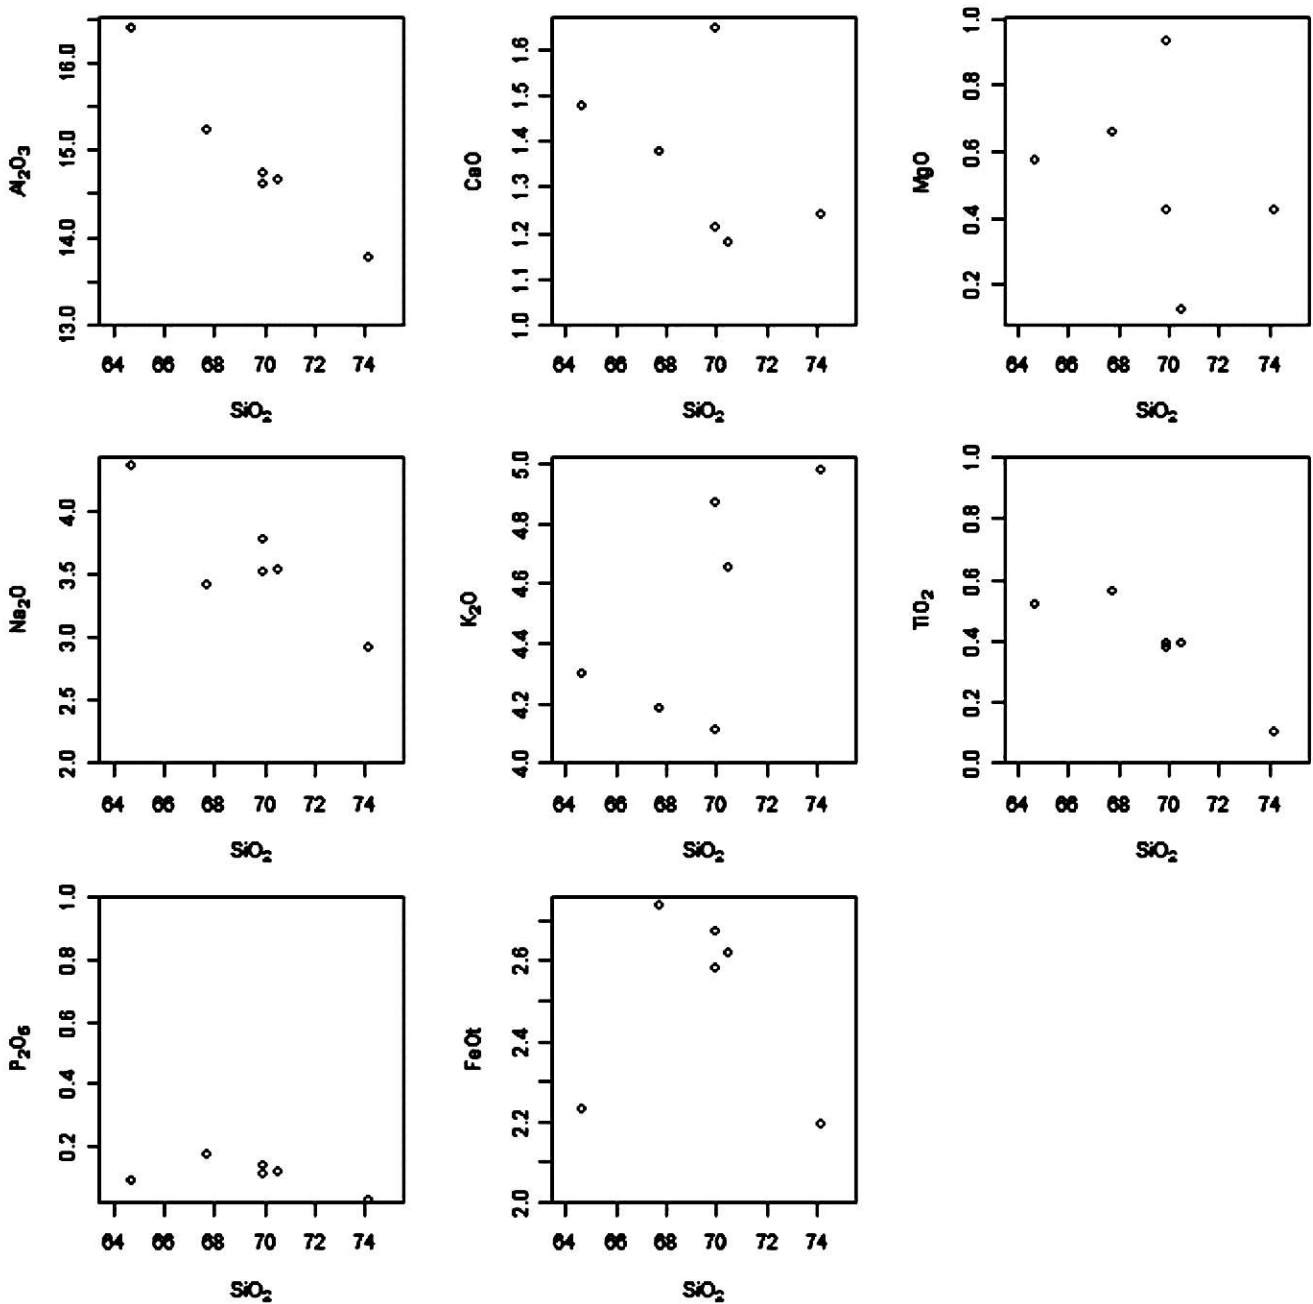 Al₂O₃
16.0
15.0
14.0
13.0
64 66 68 70 72 74
SiO₂
CaO
1.6
1.5
1.4
1.3
1.2
1.1
1.0
64 66 68 70 72 74
SiO₂
MgO
1.0
0.8
0.6
0.4
0.2
64 66 68 70 72 74
SiO₂
Na₂O
4.0
3.5
3.0
2.5
2.0
64 66 68 70 72 74
SiO₂
K₂O
5.0
4.8
4.6
4.4
4.2
4.0
64 66 68 70 72 74
SiO₂
TiO₂
1.0
0.8
0.6
0.4
0.2
0.0
64 66 68 70 72 74
SiO₂
P₂O₅
1.0
0.8
0.6
0.4
0.2
64 66 68 70 72 74
SiO₂
FeOt
2.6
2.4
2.2
2.0
64 66 68 70 72 74
SiO₂